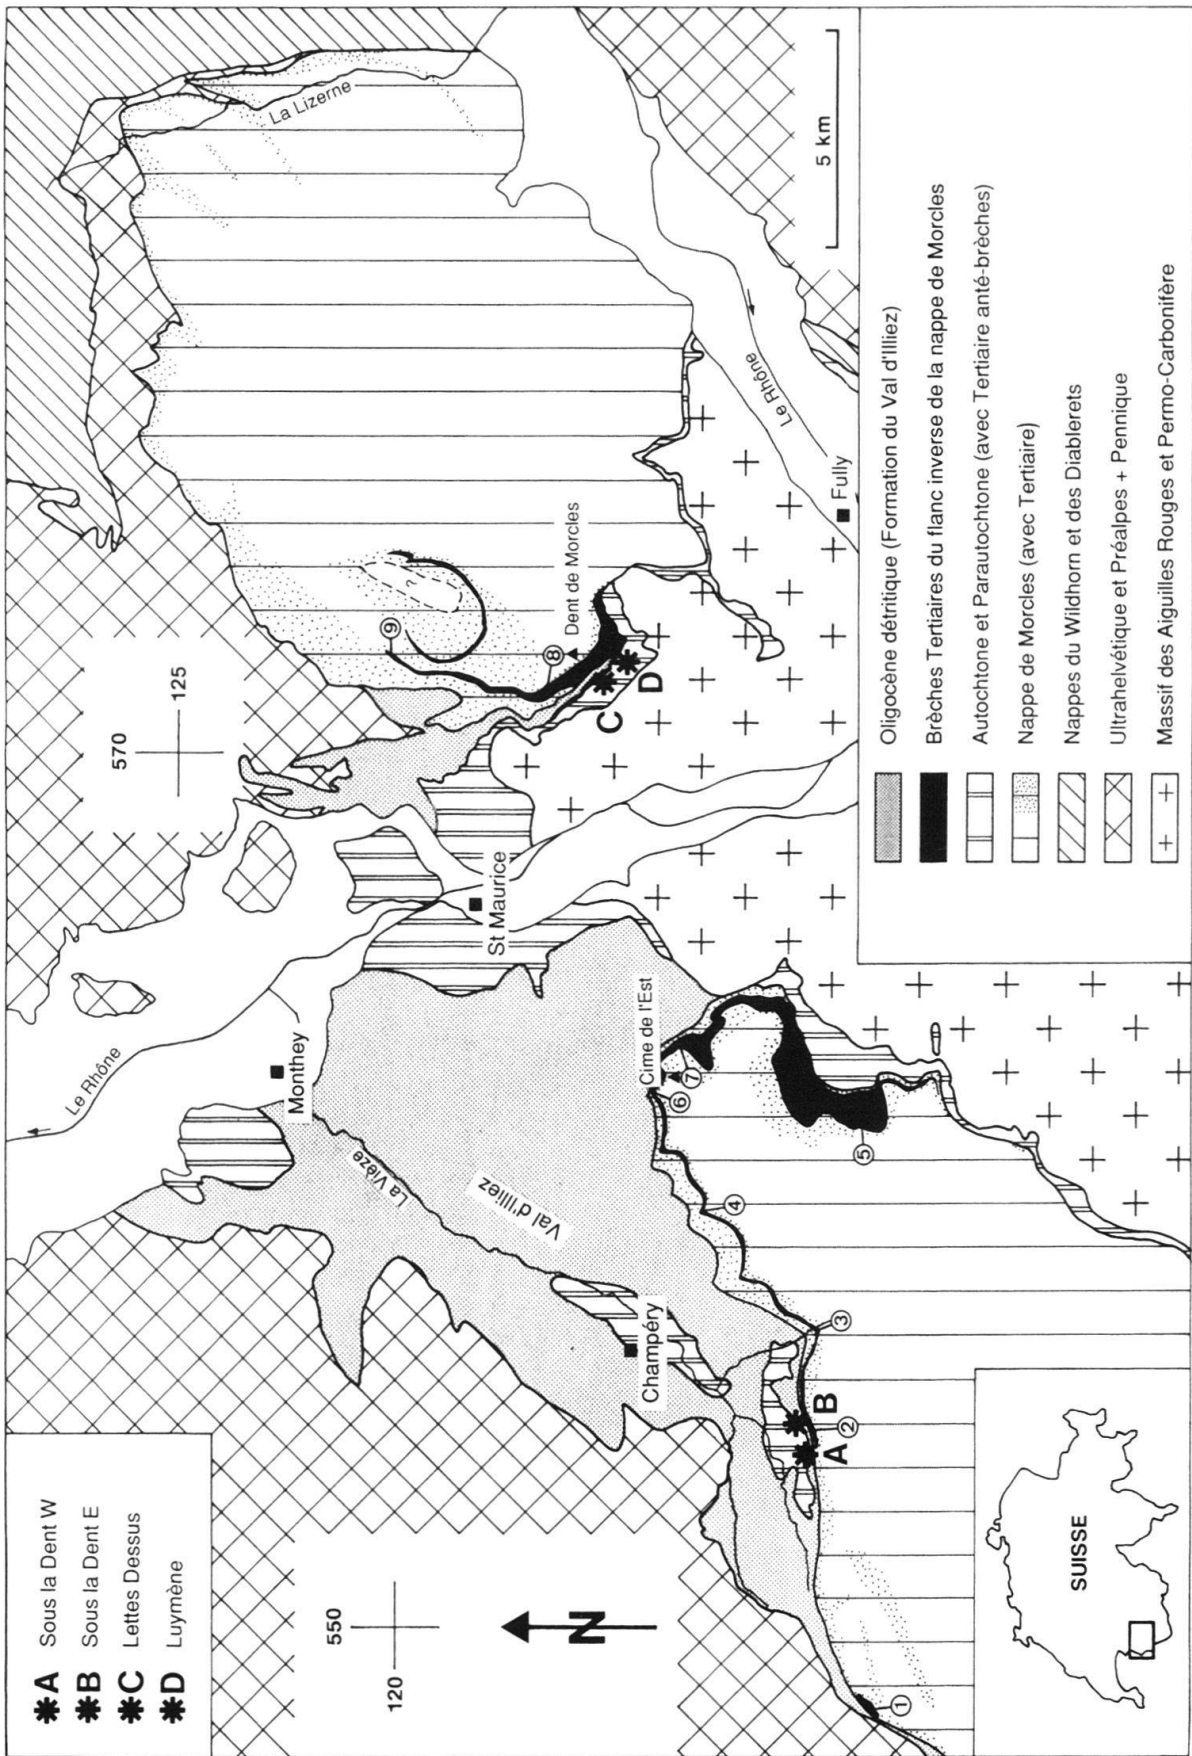 A Sous la Dent W
B Sous la Dent E
C Lettes Dessus
D Luymène
550
120
N
570
125
Le Rhône
Monthey
La Vièze
Val d'Illiez
Champéry
St Maurice
Cime de l'Est
Dent de Morcles
La Lizerne
Le Rhône
Fully
5 km
A
B
C
D
1
2
3
4
5
6
7
8
9
?
SUISSE
Oligocène détritique (Formation du Val d'Illiez)
Brèches Tertiaires du flanc inverse de la nappe de Morcles
Autochtone et Parautochtone (avec Tertiaire anté-brèches)
Nappe de Morcles (avec Tertiaire)
Nappes du Wildhorn et des Diablerets
Ultrahelvétique et Préalpes + Pennique
Massif des Aiguilles Rouges et Permo-Carbonifère